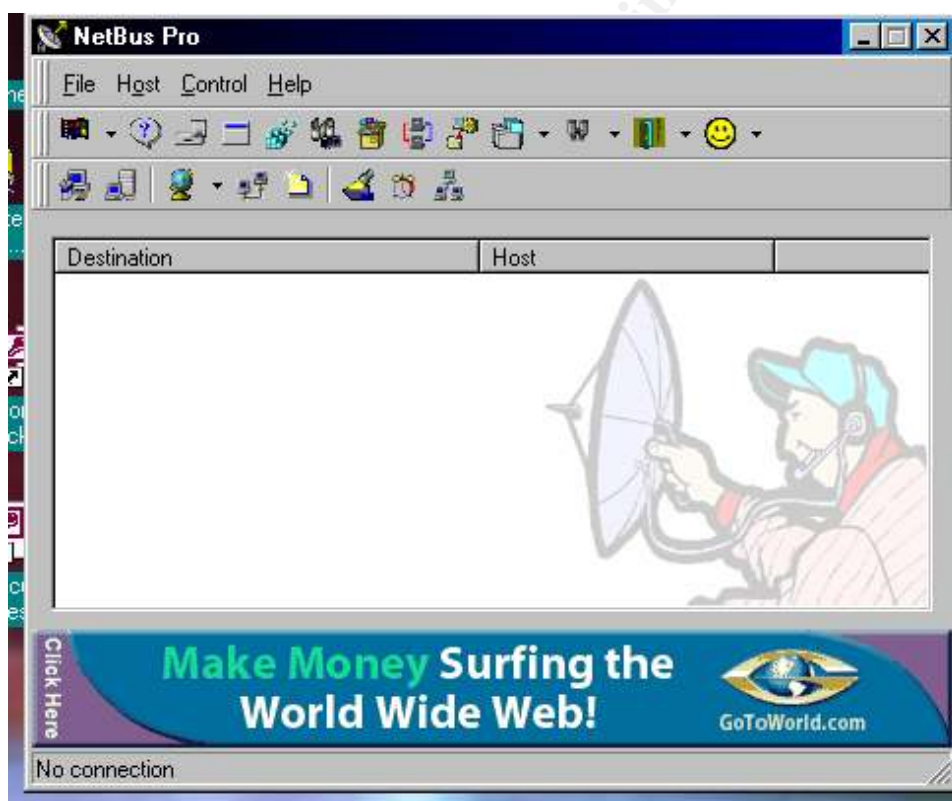 NetBus Pro
File Host Control Help
Destination Host
Click Here
Make Money Surfing the
World Wide Web!
GoToWorld.com
No connection